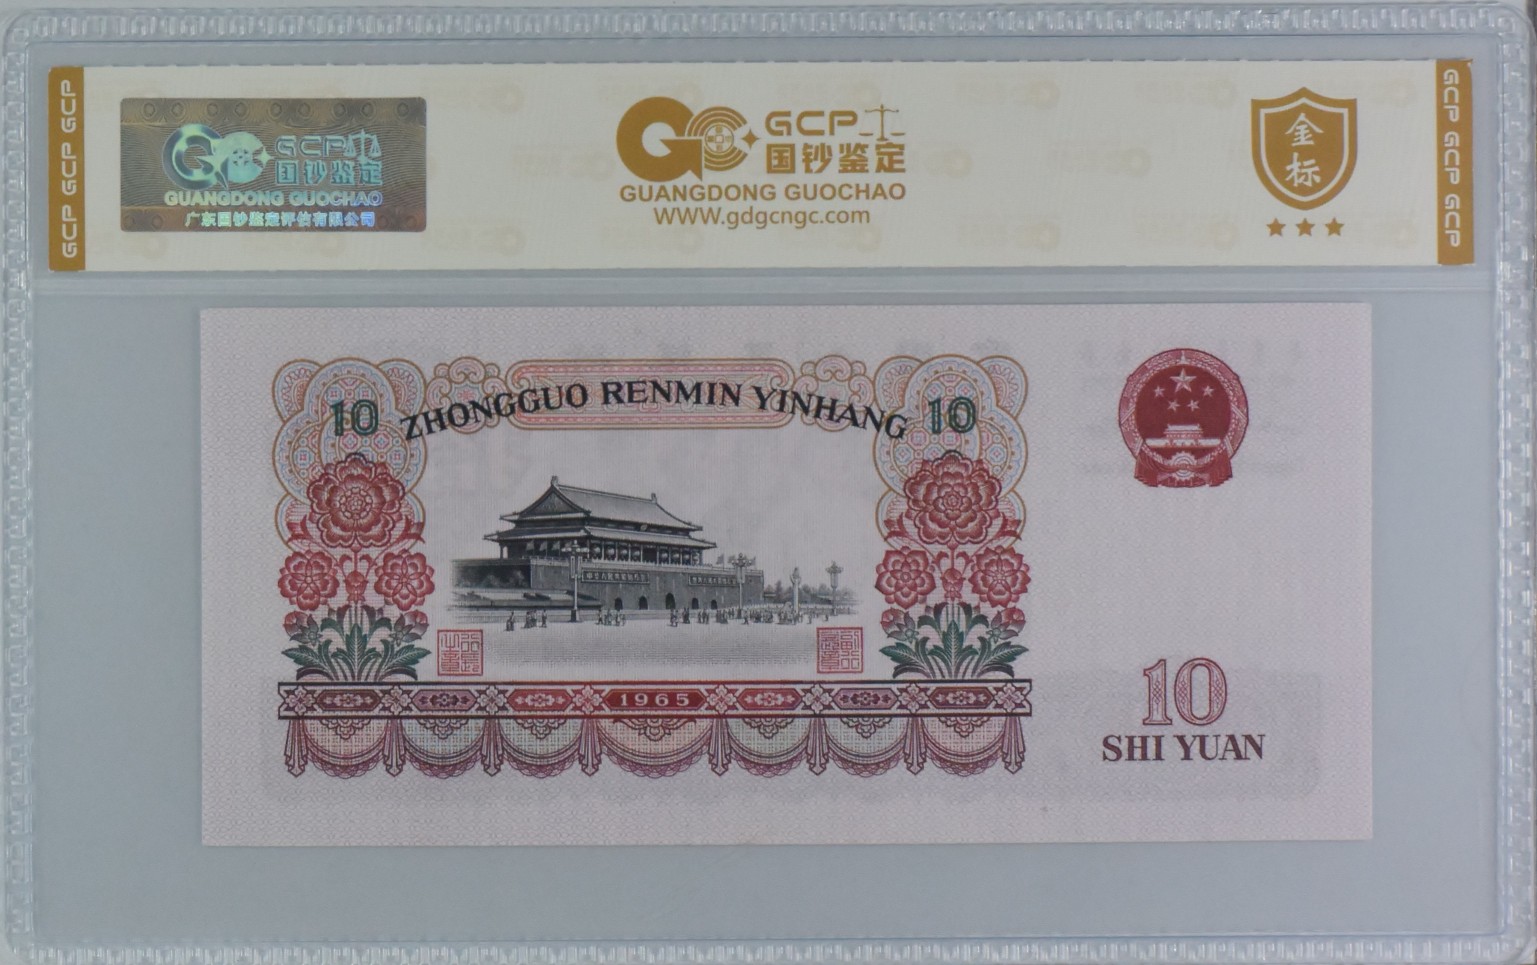 GCP GCP GCP
GCP 国钞鉴定
GUANGDONG GUOCHAO
广东国钞鉴定评估有限公司
GCP
国钞鉴定
GUANGDONG GUOCHAO
WWW.gdgcngc.com
金标
GCP GCP GCP
10 ZHONGGUO RENMIN YINHANG 10
1965
10
SHI YUAN